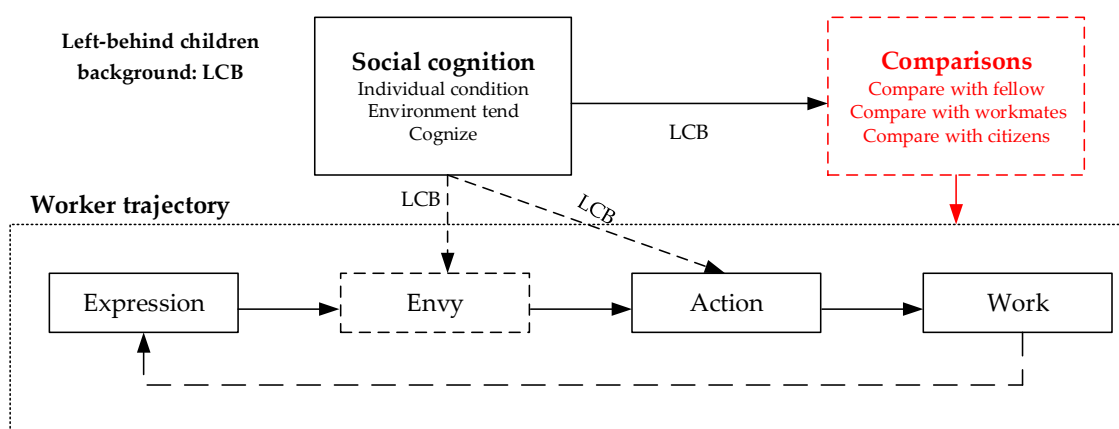 Left-behind children
background: LCB
Social cognition
Individual condition
Environment tend
Cognize
Comparisons
Compare with fellow
Compare with workmates
Compare with citizens
LCB
LCB
LCB
Worker trajectory
Expression
Envy
Action
Work